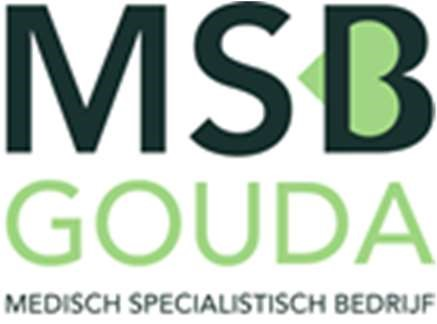 MSB
GOUDA
MEDISCH SPECIALISTISCH BEDRIJF